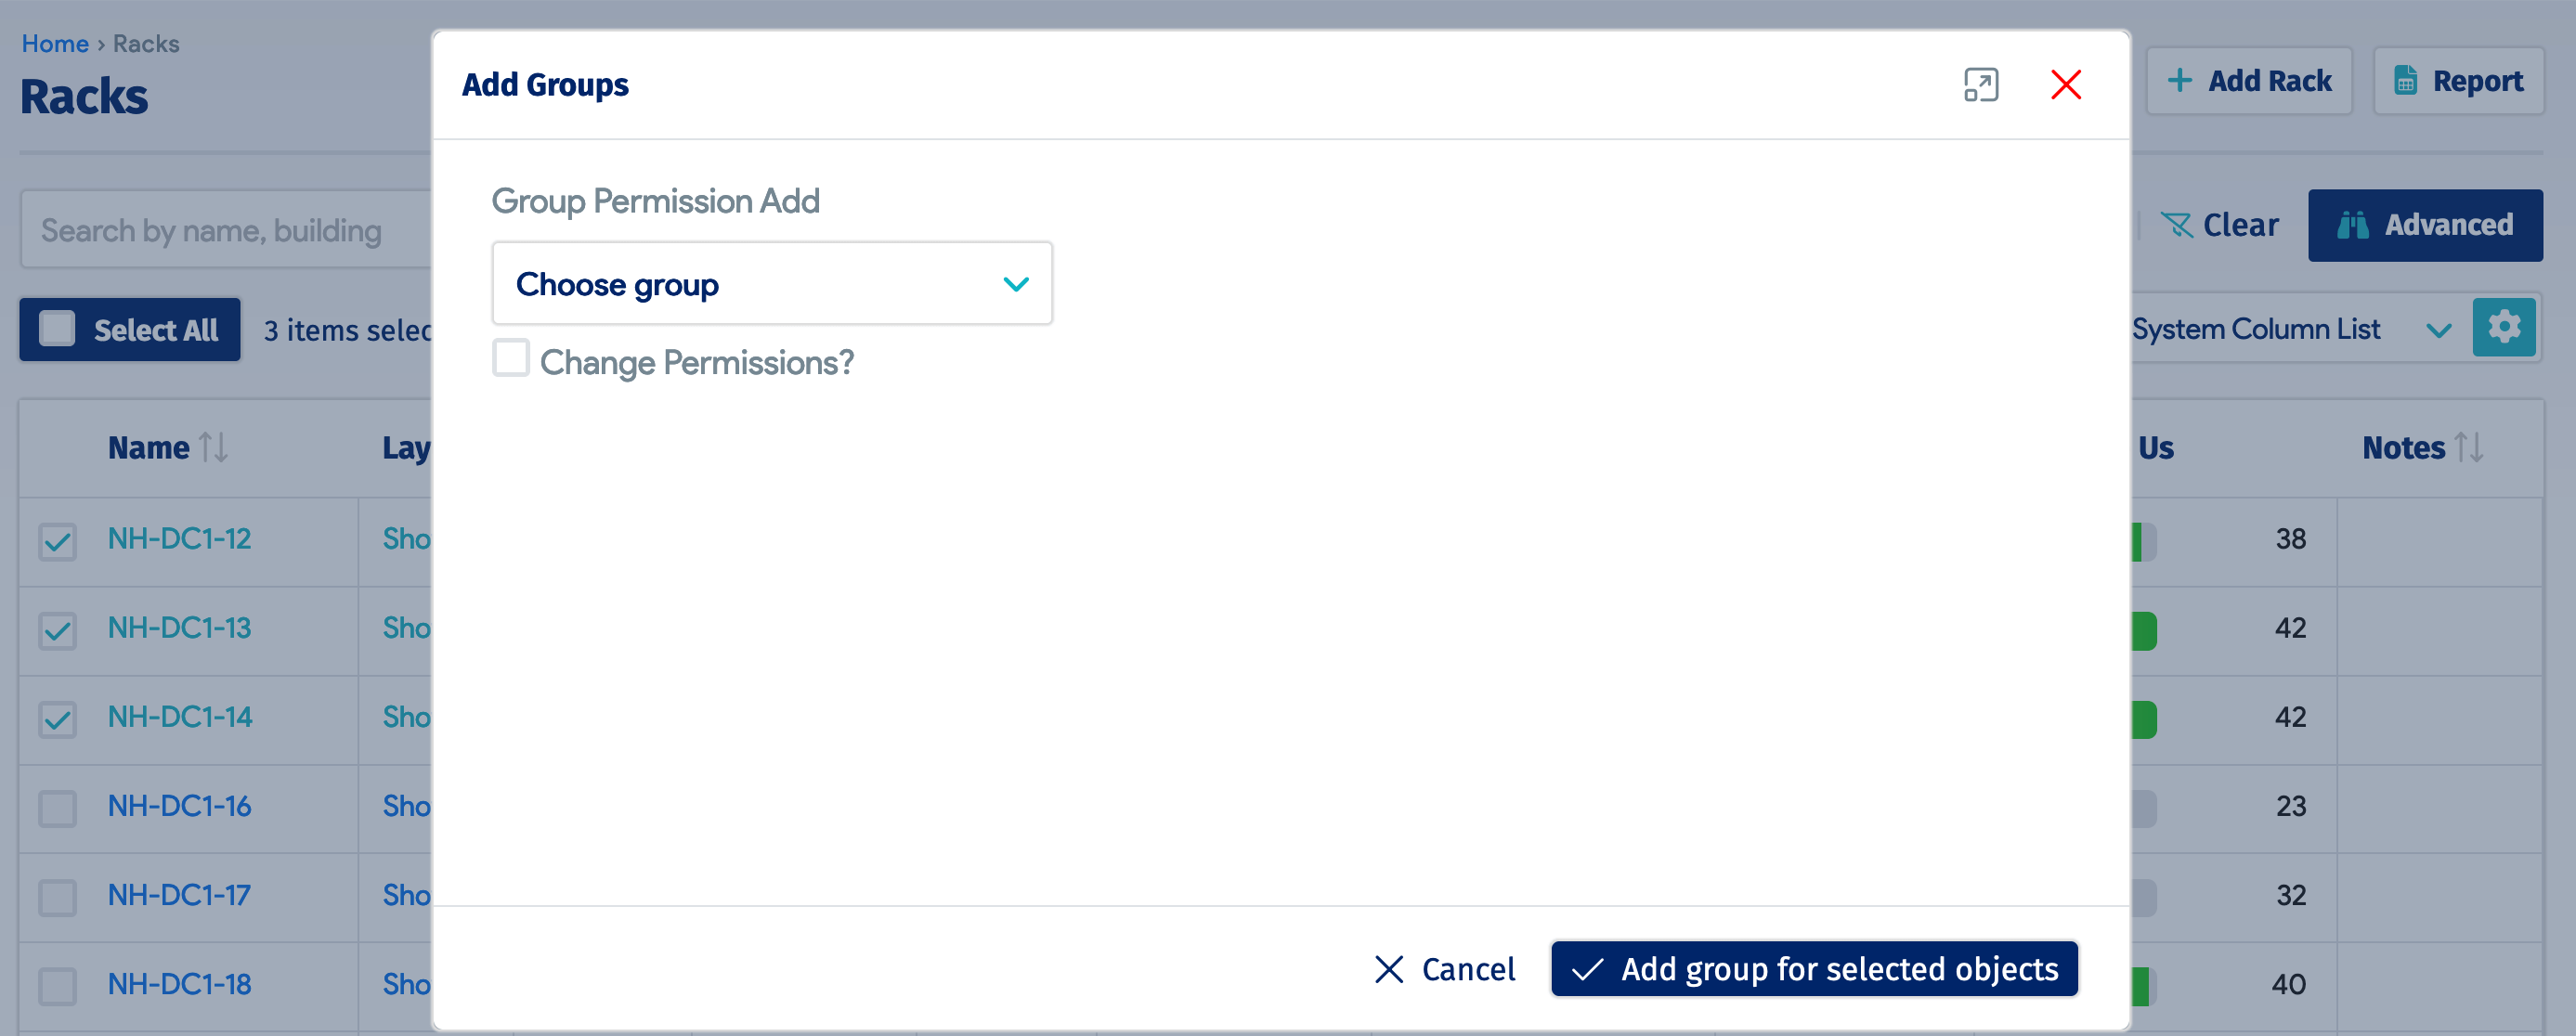 Home › Racks
Racks
Add Groups
Add Rack
Report
Search by name, building
Group Permission Add
Choose group
Change Permissions?
Clear
Advanced
Select All
3 items selec
System Column List
Name
Lay
Us
Notes
NH-DC1-12 Sho 38
NH-DC1-13 Sho 42
NH-DC1-14 Sho 42
NH-DC1-16 Sho 23
NH-DC1-17 Sho 32
NH-DC1-18 Sho 40
Cancel
Add group for selected objects